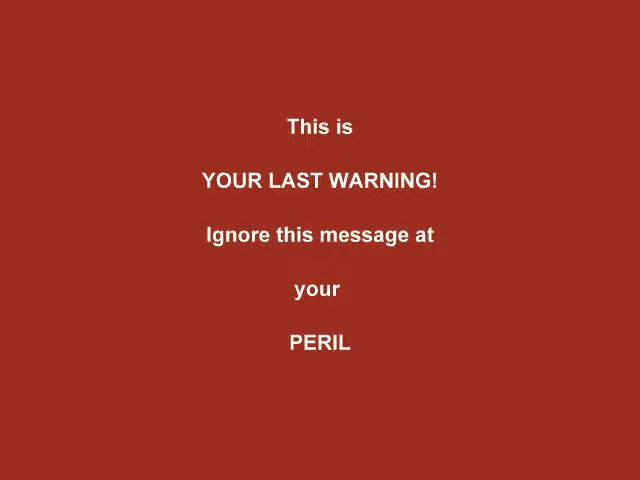 This is
YOUR LAST WARNING!
Ignore this message at
your
PERIL